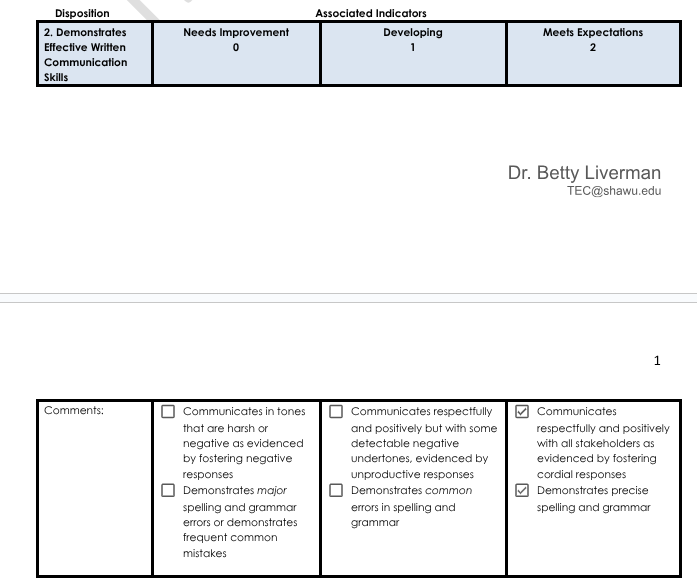 Disposition Associated Indicators
2. Demonstrates Effective Written Communication Skills
Needs Improvement
0
Developing
1
Meets Expectations
2
Dr. Betty Liverman
TEC@shawu.edu
1
Comments:
Communicates in tones
that are harsh or
negative as evidenced
by fostering negative
responses
Demonstrates major
spelling and grammar
errors or demonstrates
frequent common
mistakes
Communicates respectfully
and positively but with some
detectable negative
undertones, evidenced by
unproductive responses
Demonstrates common
errors in spelling and
grammar
Communicates
respectfully and positively
with all stakeholders as
evidenced by fostering
cordial responses
Demonstrates precise
spelling and grammar